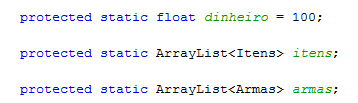 protected static float dinheiro = 100;
protected static ArrayList<Itens> itens;
protected static ArrayList<Armas> armas;